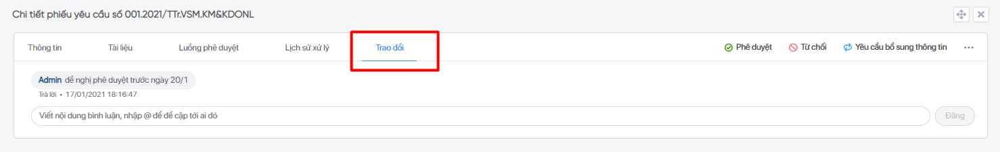 Chi tiết phiếu yêu cầu số 001.2021/TTr.VSM.KM&KDONL
Thông tin Tài liệu Luồng phê duyệt Lịch sử xử lý Trao đổi Phê duyệt Từ chối Yêu cầu bổ sung thông tin
Admin đề nghị phê duyệt trước ngày 20/1
Trả lời • 17/01/2021 18:16:47
Viết nội dung bình luận, nhập @ để đề cập tới ai đó Đăng